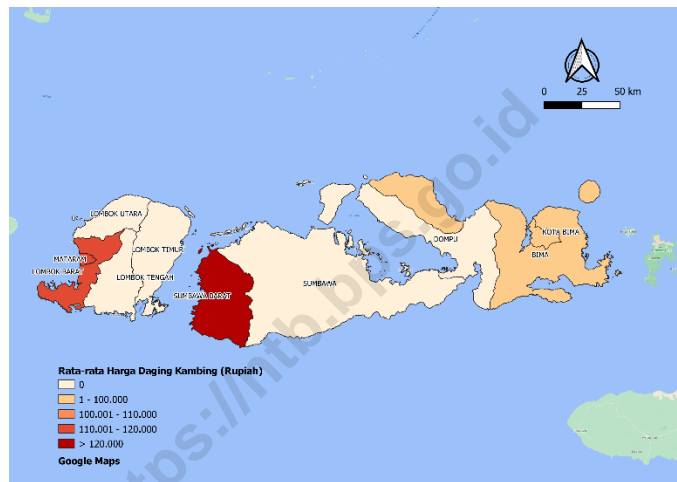 0 25 50 km
LOMBOK UTARA
KOTA BIMA
DOMPU
LOMBOK TIMUR
BIMA
MATARAM
LOMBOK BARAT
LOMBOK TENGAH
SUMBAWA
SUMBAWA BARAT
https://ntb.bps.go.id
Rata-rata Harga Daging Kambing (Rupiah)
0
1 - 100.000
100.001 - 110.000
110.001 - 120.000
> 120.000
Google Maps